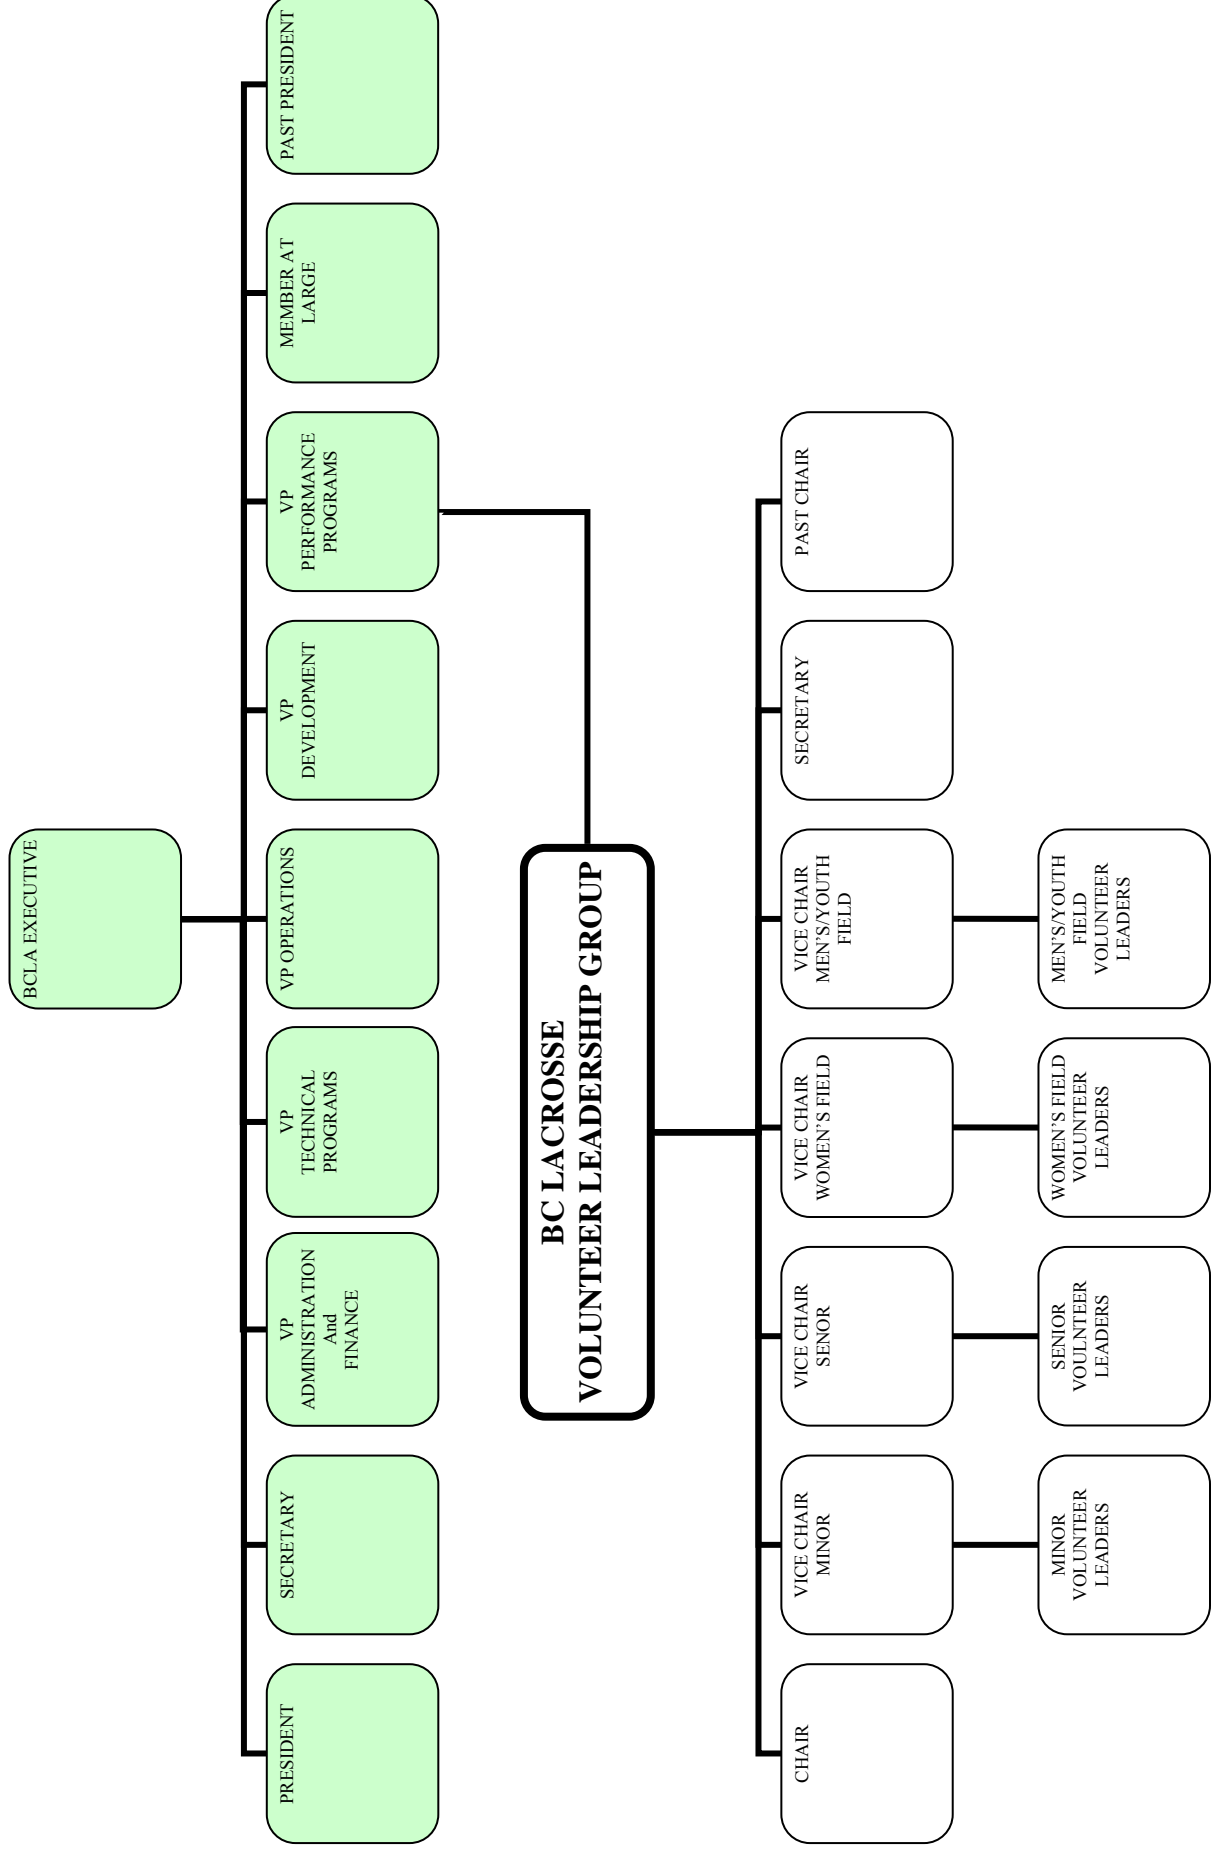 BCLA EXECUTIVE
PRESIDENT
SECRETARY
VP
ADMINISTRATION
And
FINANCE
VP
TECHNICAL
PROGRAMS
VP OPERATIONS
VP
DEVELOPMENT
VP
PERFORMANCE
PROGRAMS
MEMBER AT
LARGE
PAST PRESIDENT
BC LACROSSE
VOLUNTEER LEADERSHIP GROUP
CHAIR
VICE CHAIR
MINOR
VICE CHAIR
SENOR
VICE CHAIR
WOMEN'S FIELD
VICE CHAIR
MEN'S/YOUTH
FIELD
SECRETARY
PAST CHAIR
MINOR
VOLUNTEER
LEADERS
SENIOR
VOULNTEER
LEADERS
WOMEN'S FIELD
VOLUNTEER
LEADERS
MEN'S/YOUTH
FIELD
VOLUNTEER
LEADERS